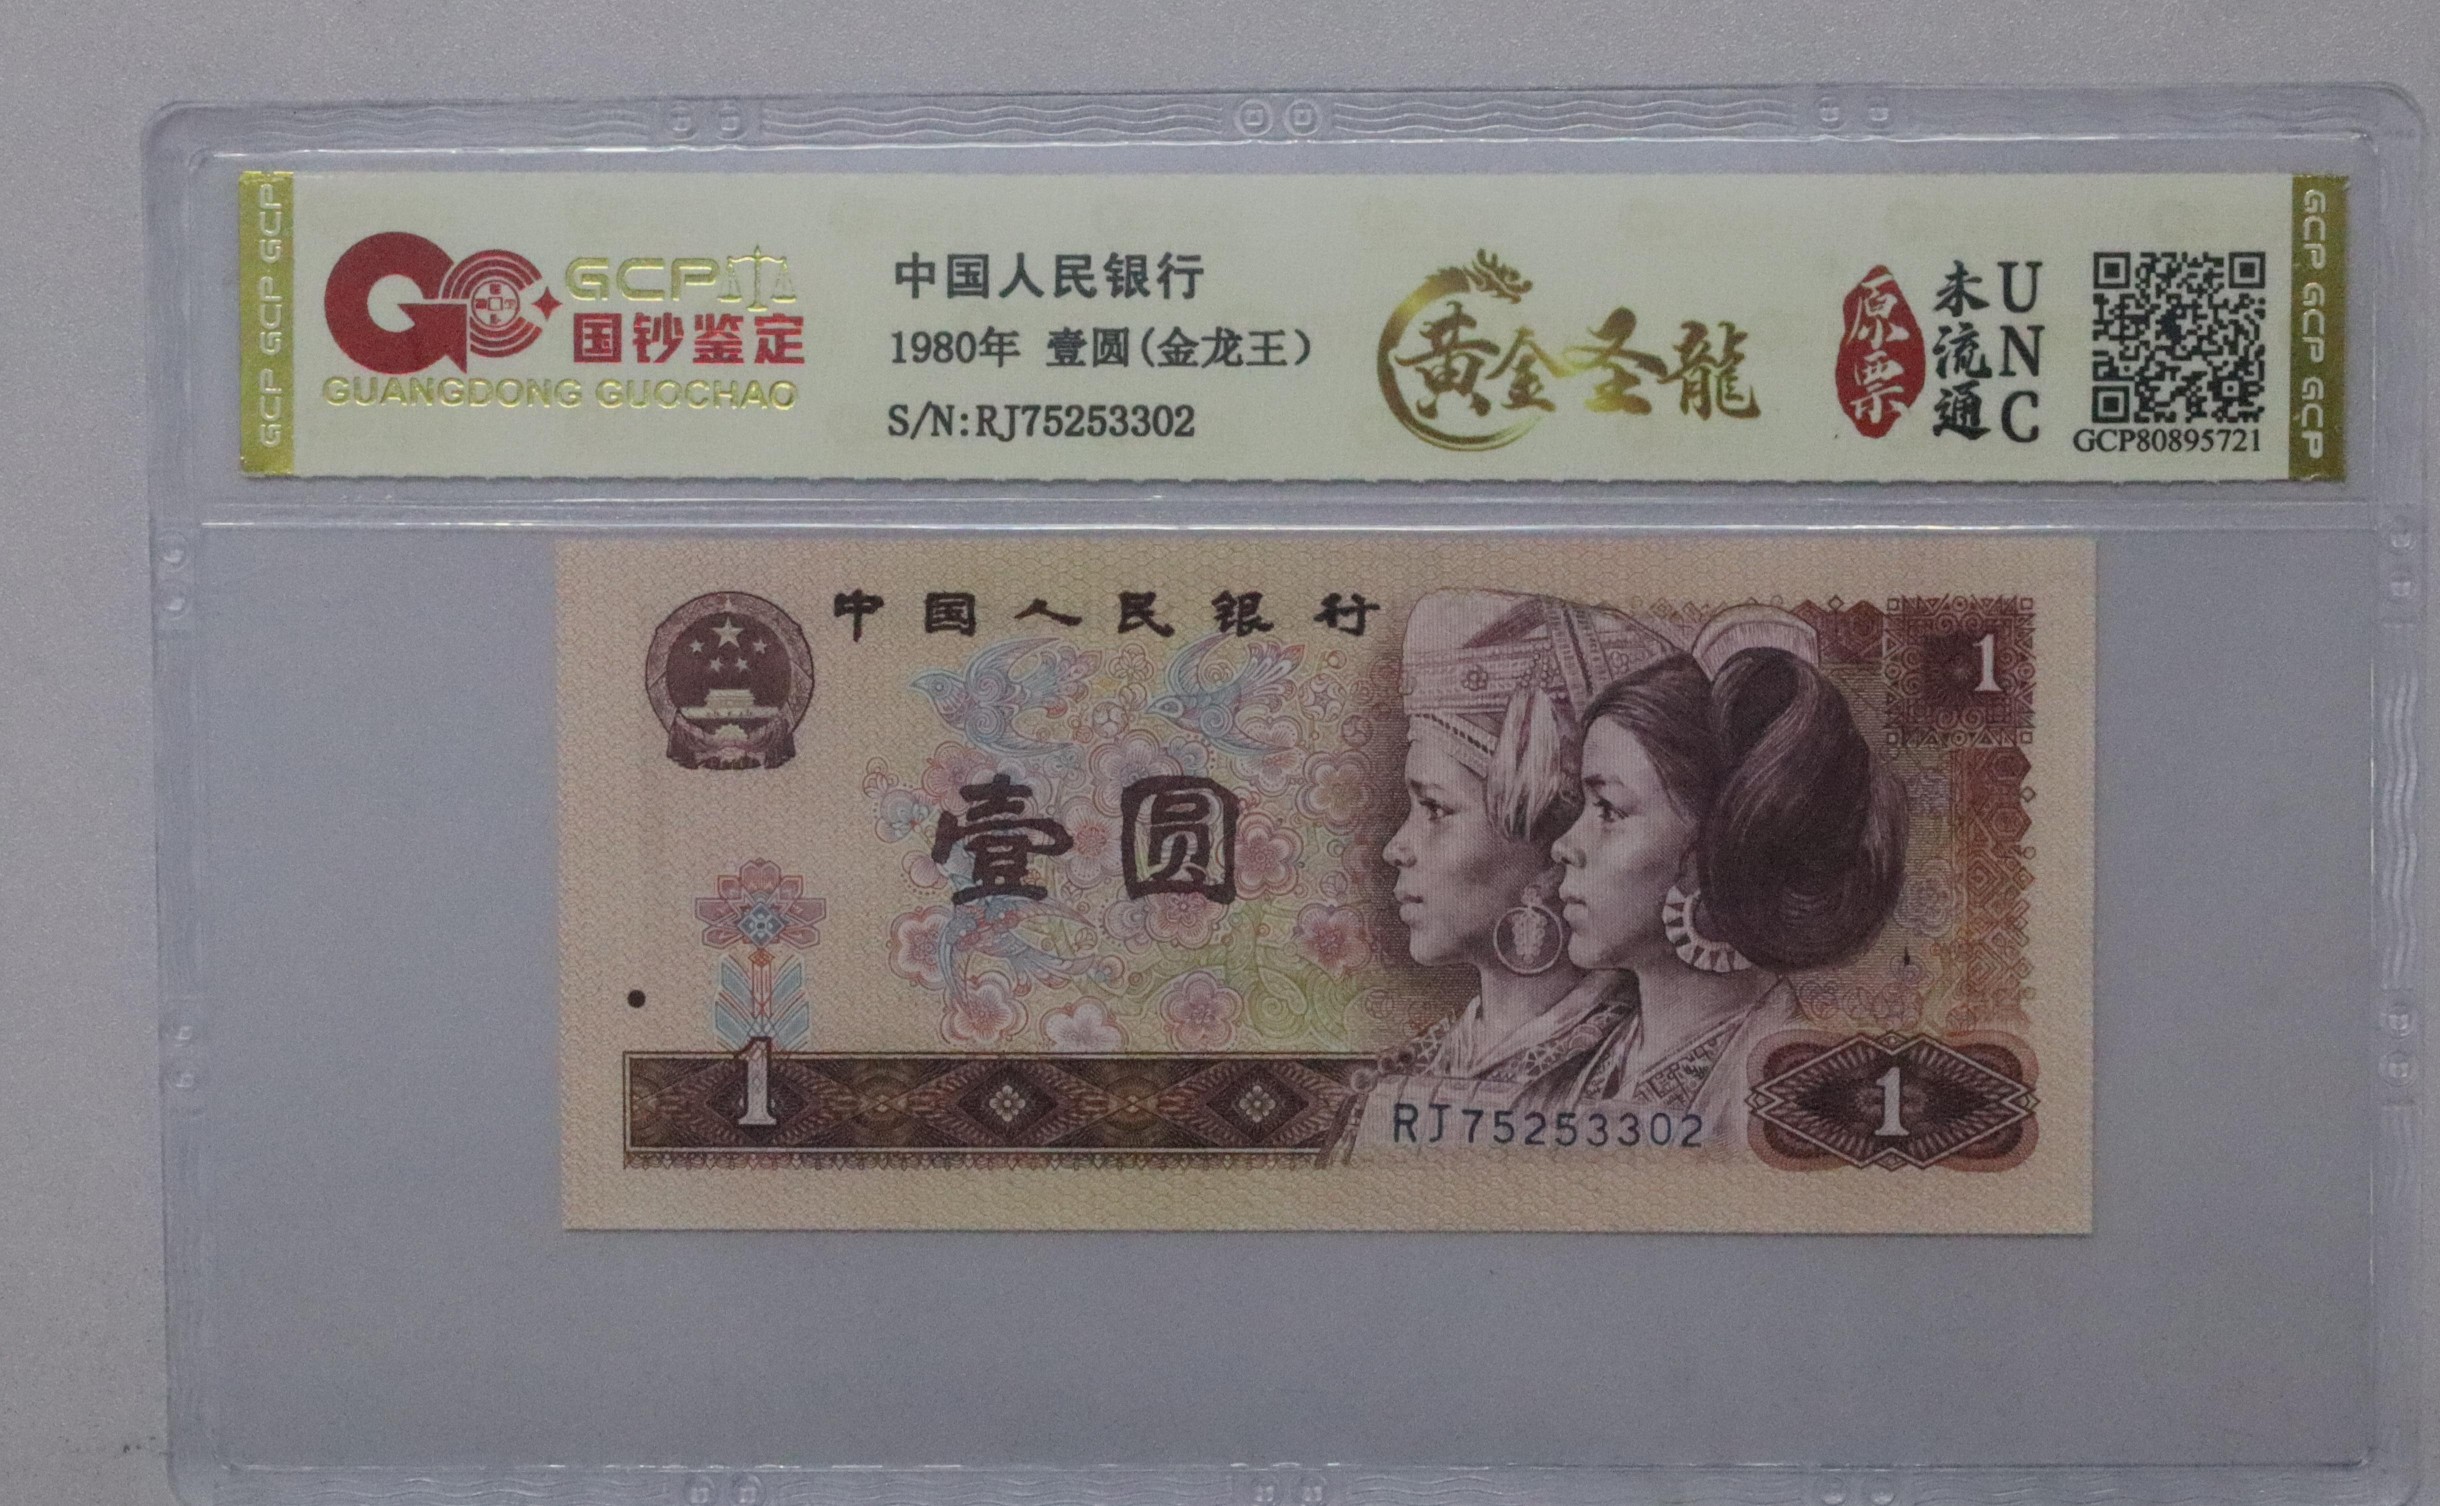 GCP GCP GCP
GCP
国钞鉴定
GUANGDONG GUOCHAO
中国人民银行
1980年 壹圆(金龙王)
S/N:RJ75253302
黄金圣龍
原票
未流通
UNC
GCP80895721
GCP GCP GCP
中国人民银行
1
壹圆
1
RJ75253302
1